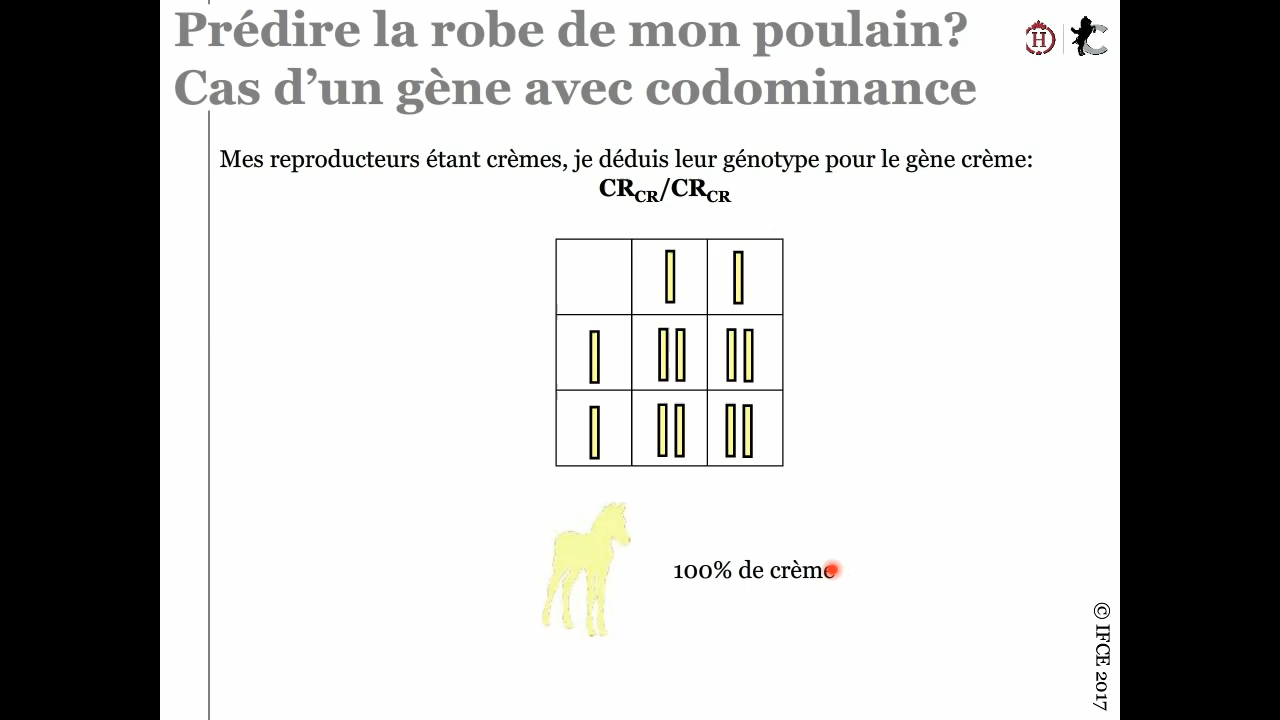 Prédire la robe de mon poulain?
Cas d’un gène avec codominance
H C
Mes reproducteurs étant crèmes, je déduis leur génotype pour le gène crème:
CRCR/CRCR
100% de crème
© IFCE 2017